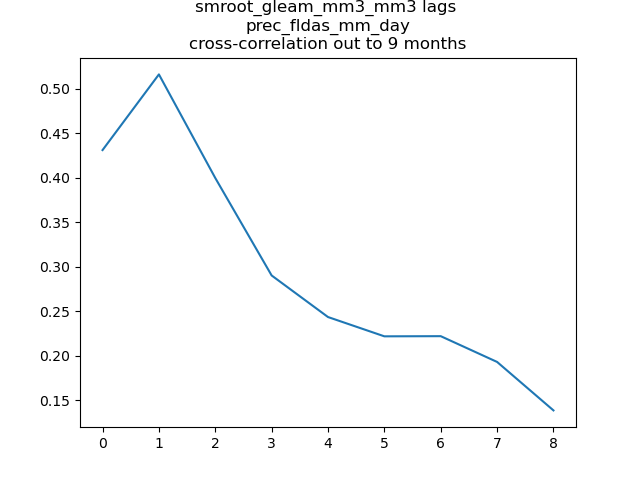 smroot_gleam_mm3_mm3 lags
prec_fldas_mm_day
cross-correlation out to 9 months
0.50
0.45
0.40
0.35
0.30
0.25
0.20
0.15
0 1 2 3 4 5 6 7 8